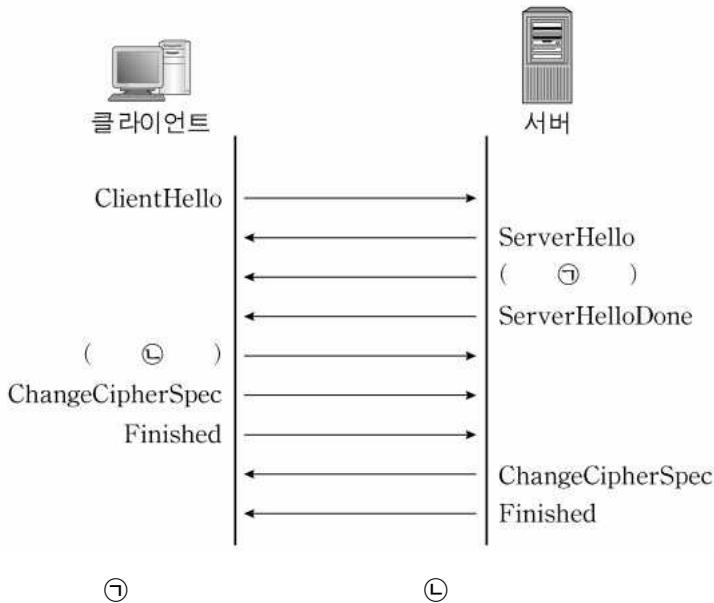 클라이언트
서버
ClientHello
ServerHello
( ㉠ )
ServerHelloDone
( ㉡ )
ChangeCipherSpec
Finished
ChangeCipherSpec
Finished
㉠ ㉡